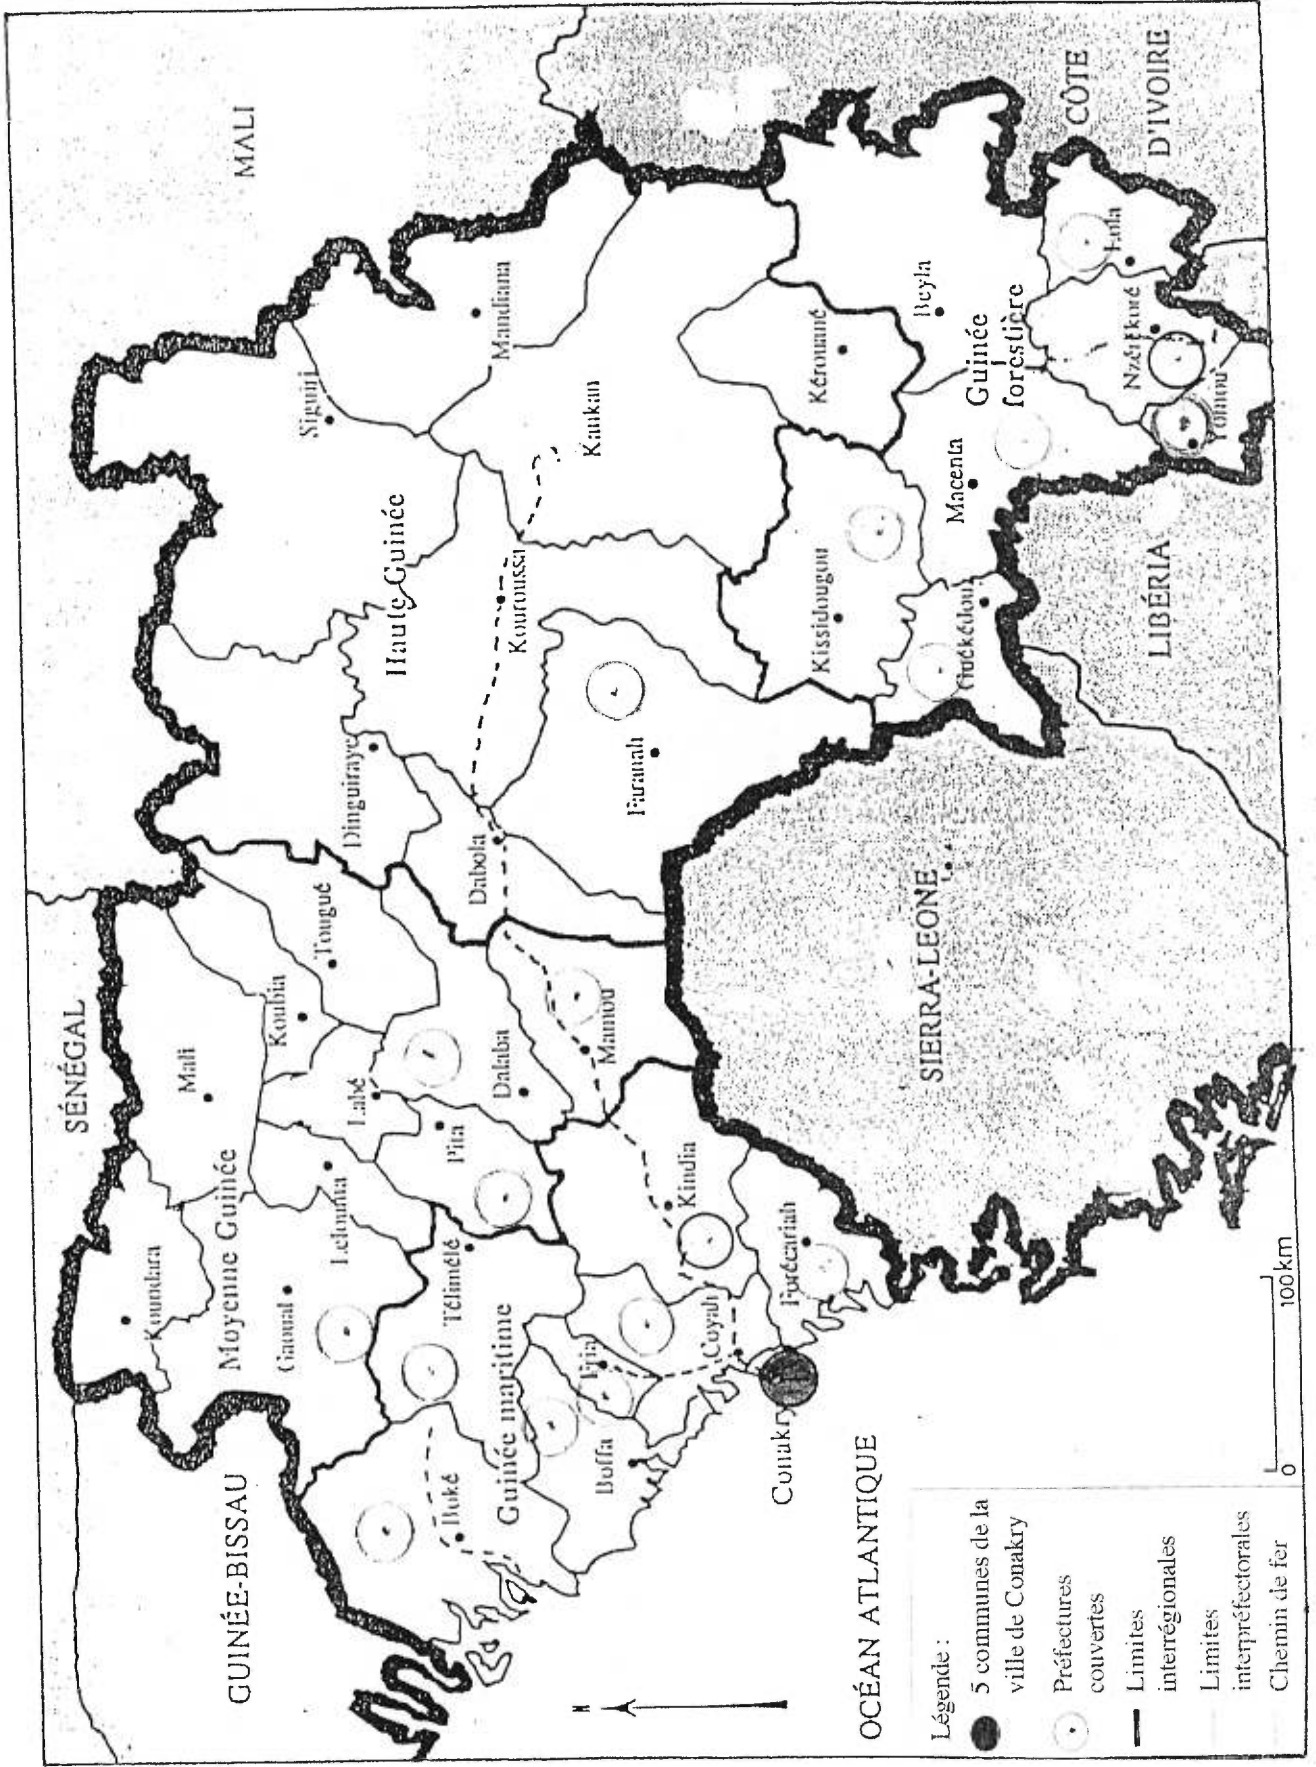 SÉNÉGAL
MALI
GUINÉE-BISSAU
Koundara
Mali
Moyenne Guinée
Gaoual
Koubia
Tougué
Lélouma
Labé
Pita
Dalaba
Mamou
Dinguiraye
Siguiri
Haute Guinée
Mandiana
Dabola
Kouroussa
Kankan
Faranah
Boké
Télimélé
Guinée maritime
Fria
Boffa
Kindia
Coyah
Forécariah
Conakry
Kissidougou
Kérouané
Beyla
Macenta
Guinée
forestière
Guéckédou
Lola
Nzérékoré
Yomou
SIERRA-LEONE
LIBÉRIA
CÔTE
D'IVOIRE
OCÉAN ATLANTIQUE
N
Légende :
5 communes de la
ville de Conakry
Préfectures
couvertes
Limites
interrégionales
Limites
interpréfectorales
Chemin de fer
0 100 km